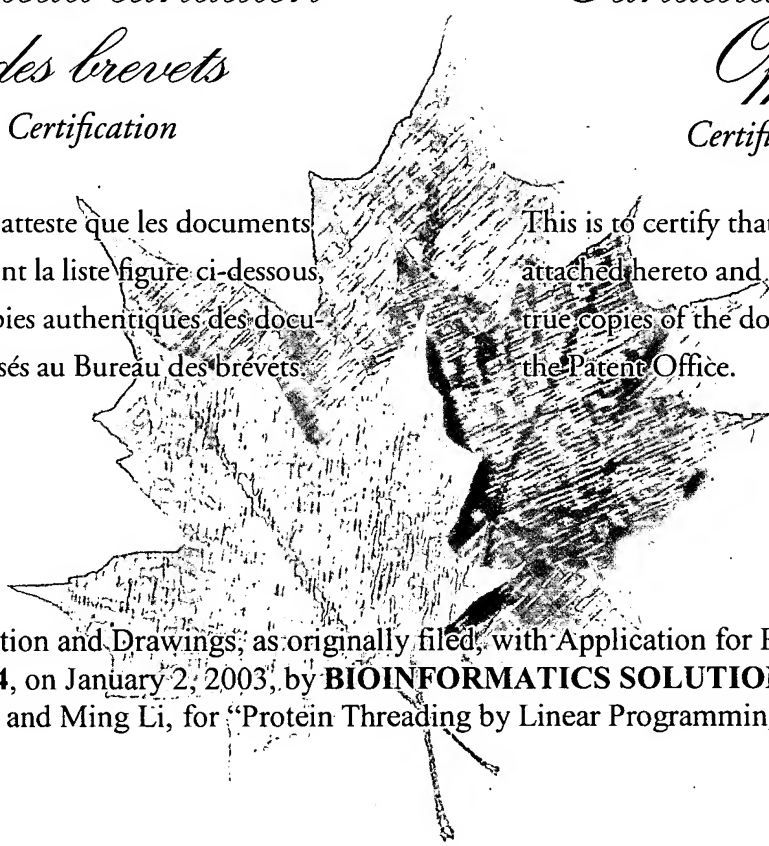 des brevets
Certification
atteste que les documents
nt la liste figure ci-dessous
pies authentiques des docu-
sés au Bureau des brevets.
This is to certify that
attached hereto and
true copies of the do
the Patent Office.
tion and Drawings, as originally filed, with Application for
4, on January 2, 2003, by BIOINFORMATICS SOLUTIO
and Ming Li, for "Protein Threading by Linear Programmin